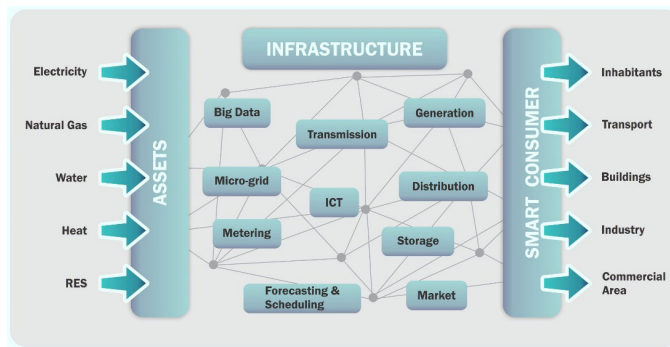 INFRASTRUCTURE
Electricity
Natural Gas
Water
Heat
RES
ASSETS
Big Data
Generation
Transmission
Micro-grid
Distribution
ICT
Metering
Storage
Forecasting &
Scheduling
Market
SMART CONSUMER
Inhabitants
Transport
Buildings
Industry
Commercial
Area